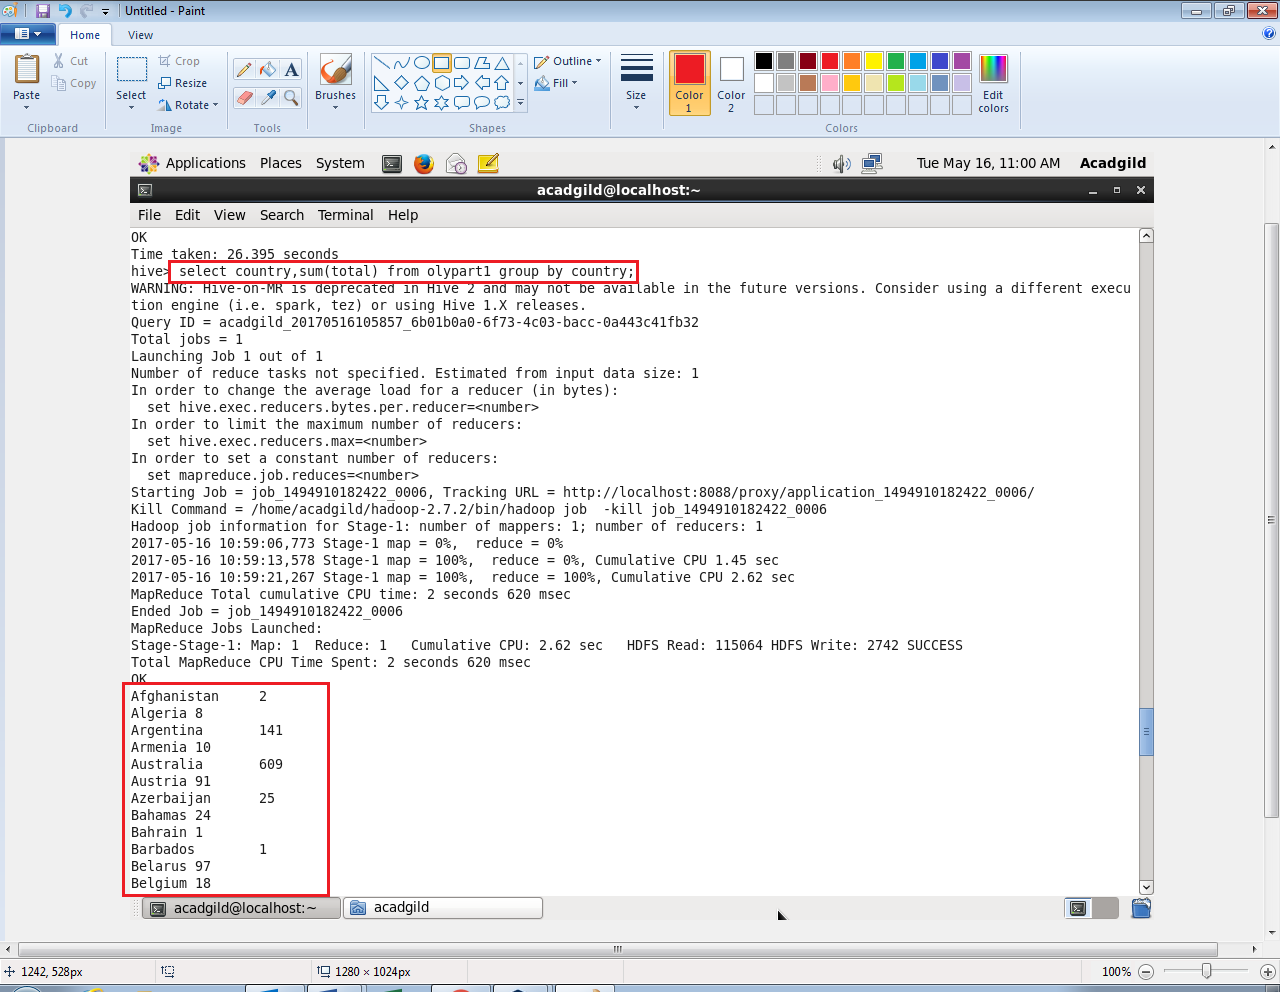 Untitled - Paint
Home
View
Paste
Cut
Copy
Clipboard
Select
Crop
Resize
Rotate
Image
A
Tools
Brushes
Outline
Fill
Shapes
Size
Color 1
Color 2
Edit colors
Colors
Applications Places System
Tue May 16, 11:00 AM Acadgild
acadgild@localhost:~
File Edit View Search Terminal Help
OK
Time taken: 26.395 seconds
hive> select country,sum(total) from olypart1 group by country;
WARNING: Hive-on-MR is deprecated in Hive 2 and may not be available in the future versions. Consider using a different execu
tion engine (i.e. spark, tez) or using Hive 1.X releases.
Query ID = acadgild_20170516105857_6b01b0a0-6f73-4c03-bacc-0a443c41fb32
Total jobs = 1
Launching Job 1 out of 1
Number of reduce tasks not specified. Estimated from input data size: 1
In order to change the average load for a reducer (in bytes):
  set hive.exec.reducers.bytes.per.reducer=<number>
In order to limit the maximum number of reducers:
  set hive.exec.reducers.max=<number>
In order to set a constant number of reducers:
  set mapreduce.job.reduces=<number>
Starting Job = job_1494910182422_0006, Tracking URL = http://localhost:8088/proxy/application_1494910182422_0006/
Kill Command = /home/acadgild/hadoop-2.7.2/bin/hadoop job  -kill job_1494910182422_0006
Hadoop job information for Stage-1: number of mappers: 1; number of reducers: 1
2017-05-16 10:59:06,773 Stage-1 map = 0%,  reduce = 0%
2017-05-16 10:59:13,578 Stage-1 map = 100%,  reduce = 0%, Cumulative CPU 1.45 sec
2017-05-16 10:59:21,267 Stage-1 map = 100%,  reduce = 100%, Cumulative CPU 2.62 sec
MapReduce Total cumulative CPU time: 2 seconds 620 msec
Ended Job = job_1494910182422_0006
MapReduce Jobs Launched:
Stage-Stage-1: Map: 1  Reduce: 1   Cumulative CPU: 2.62 sec   HDFS Read: 115064 HDFS Write: 2742 SUCCESS
Total MapReduce CPU Time Spent: 2 seconds 620 msec
OK
Afghanistan     2
Algeria 8
Argentina       141
Armenia 10
Australia       609
Austria 91
Azerbaijan      25
Bahamas 24
Bahrain 1
Barbados        1
Belarus 97
Belgium 18
acadgild@localhost:~
acadgild
1242, 528px
1280 × 1024px
100%